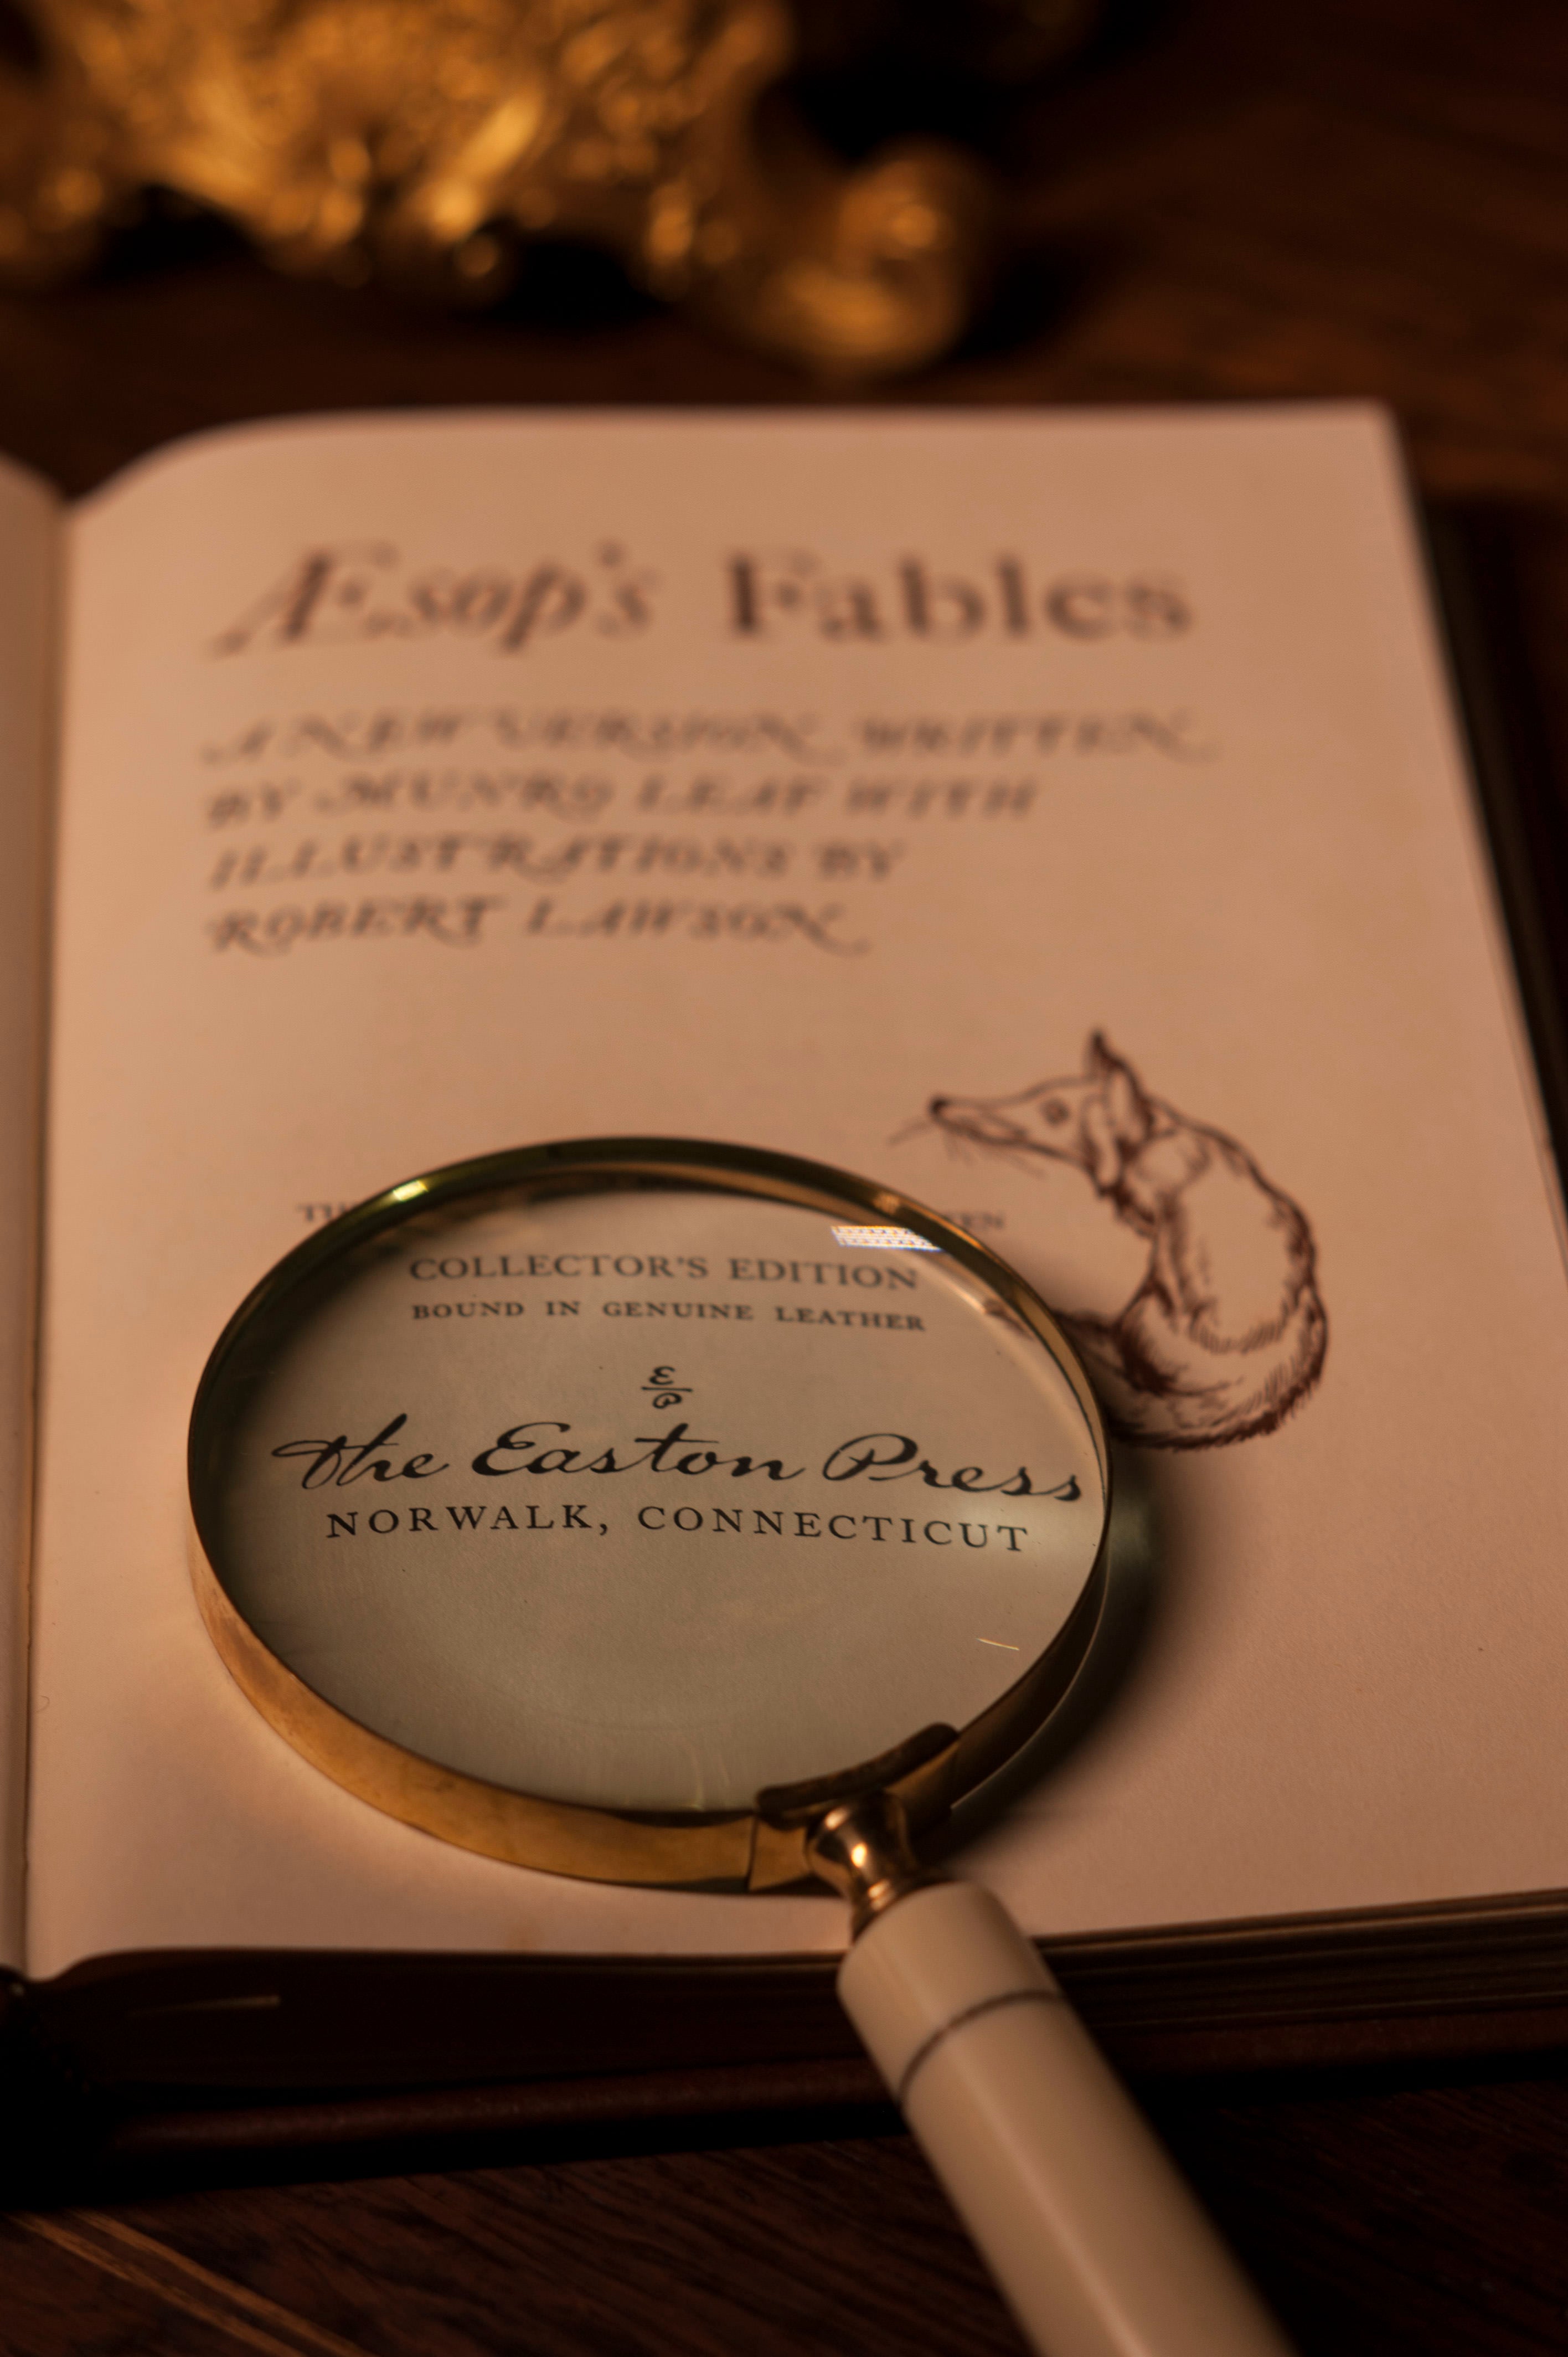 Æsop's Fables
A NEW VERSION WRITTEN
BY MUNRO LEAF WITH
ILLUSTRATIONS BY
ROBERT LAWSON
COLLECTOR'S EDITION
BOUND IN GENUINE LEATHER
The Easton Press
NORWALK, CONNECTICUT